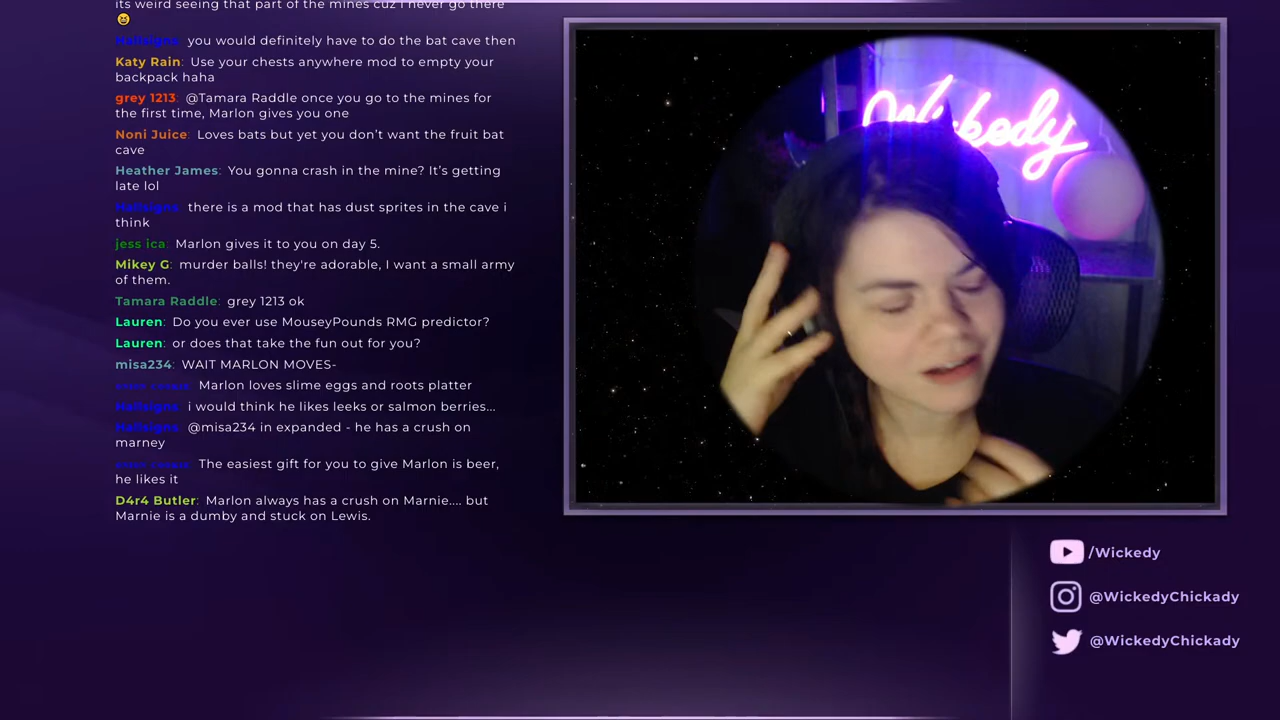 its weird seeing that part of the mines cuz I never go there
😆
Hallsigns: you would definitely have to do the bat cave then
Katy Rain: Use your chests anywhere mod to empty your
backpack haha
grey 1213: @Tamara Raddle once you go to the mines for
the first time, Marlon gives you one
Noni Juice: Loves bats but yet you don’t want the fruit bat
cave
Heather James: You gonna crash in the mine? It’s getting
late lol
Hallsigns: there is a mod that has dust sprites in the cave i
think
jess ica: Marlon gives it to you on day 5.
Mikey G: murder balls! they're adorable, I want a small army
of them.
Tamara Raddle: grey 1213 ok
Lauren: Do you ever use MouseyPounds RMG predictor?
Lauren: or does that take the fun out for you?
misa234: WAIT MARLON MOVES-
Marlon loves slime eggs and roots platter
Hallsigns: i would think he likes leeks or salmon berries...
Hallsigns: @misa234 in expanded - he has a crush on
marney
The easiest gift for you to give Marlon is beer,
he likes it
D4r4 Butler: Marlon always has a crush on Marnie.... but
Marnie is a dumby and stuck on Lewis.
Wickedy
/Wickedy
@WickedyChickady
@WickedyChickady